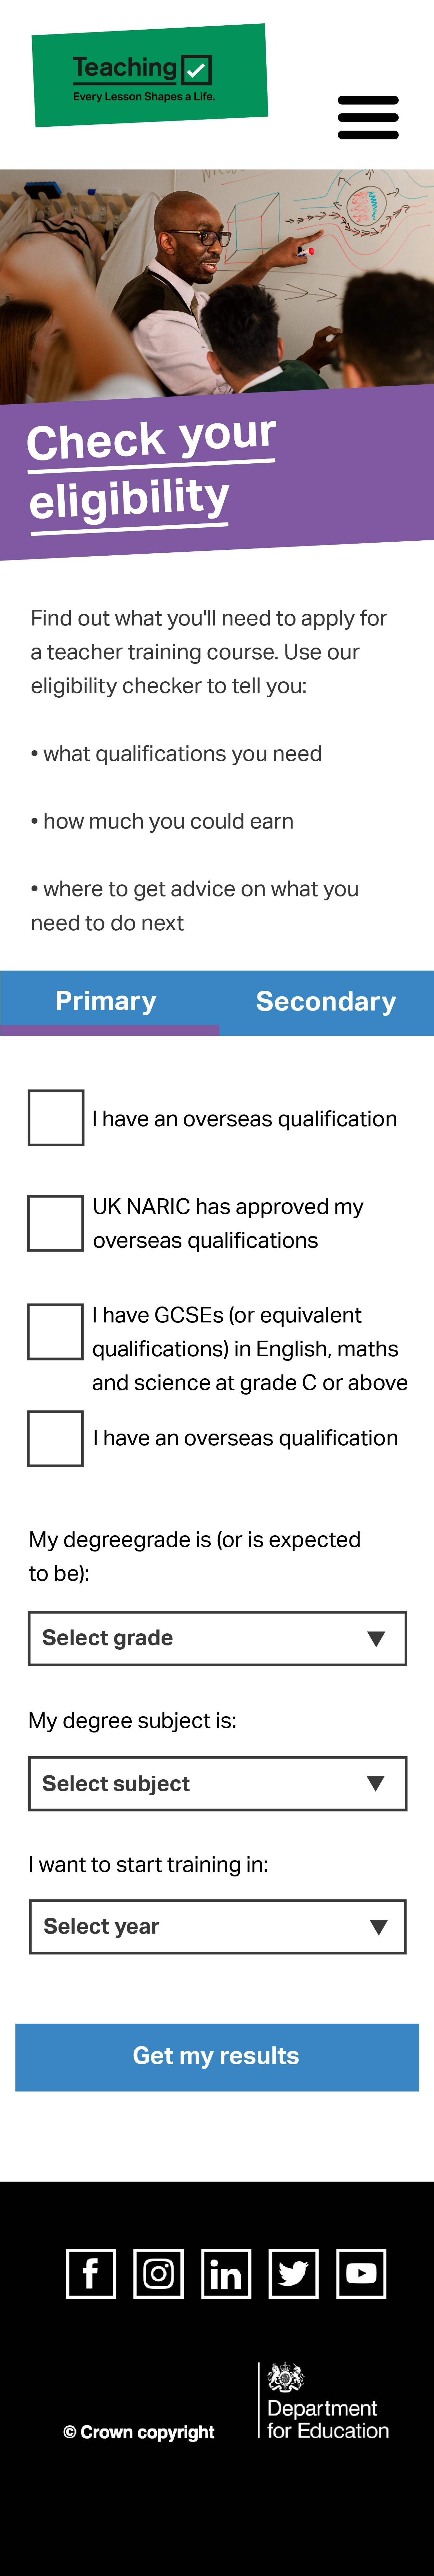 Teaching
Every Lesson Shapes a Life.
Check your
eligibility
Find out what you'll need to apply for
a teacher training course. Use our
eligibility checker to tell you:
• what qualifications you need
• how much you could earn
• where to get advice on what you
need to do next
Primary
Secondary
I have an overseas qualification
UK NARIC has approved my
overseas qualifications
I have GCSEs (or equivalent
qualifications) in English, maths
and science at grade C or above
I have an overseas qualification
My degreegrade is (or is expected
to be):
Select grade
My degree subject is:
Select subject
I want to start training in:
Select year
Get my results
© Crown copyright
Department
for Education